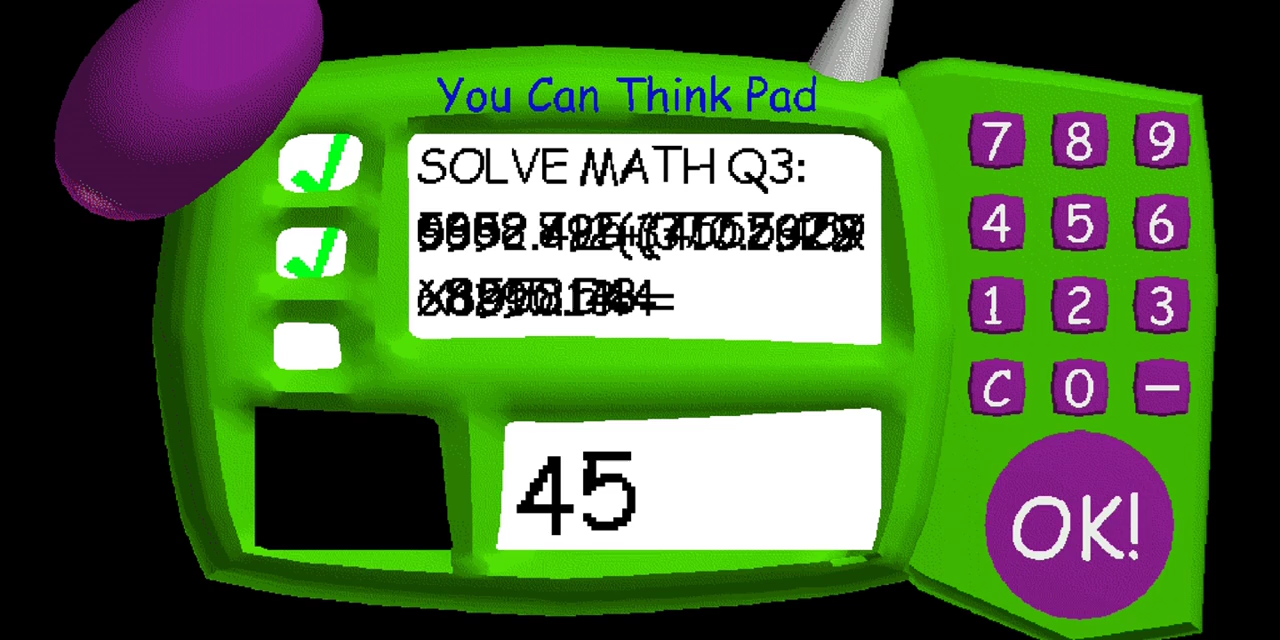 You Can Think Pad
SOLVE MATH Q3:
45
7 8 9
4 5 6
1 2 3
C 0 –
OK!